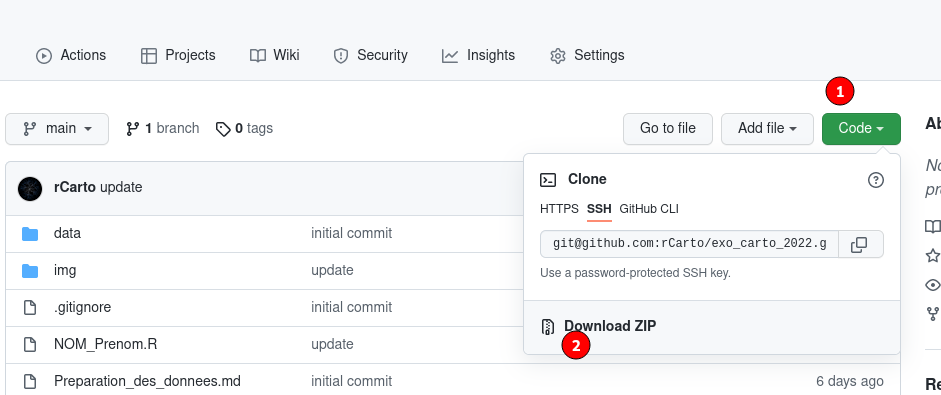 Actions Projects Wiki Security Insights Settings
1
main 1 branch 0 tags Go to file Add file Code Ab
rCarto update
Clone
No
pr
HTTPS SSH GitHub CLI
data initial commit
git@github.com:rCarto/exo_carto_2022.g
img update
Use a password-protected SSH key.
.gitignore initial commit
Download ZIP
2
NOM_Prenom.R update
Preparation_des_donnees.md initial commit 6 days ago
Re